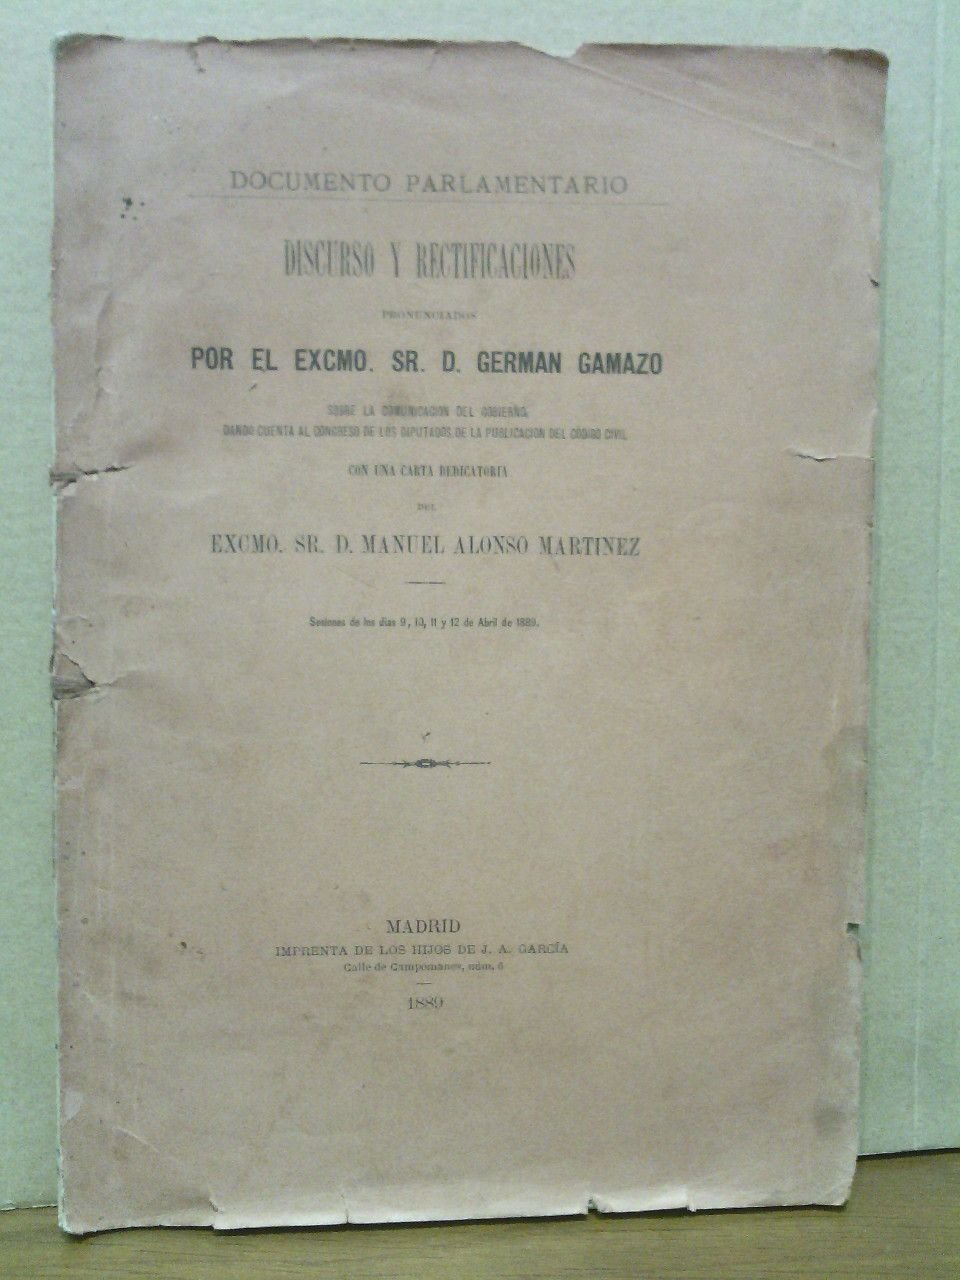 DOCUMENTO PARLAMENTARIO
DISCURSO Y RECTIFICACIONES
PRONUNCIADOS
POR EL EXCMO. SR. D. GERMAN GAMAZO
SOBRE LA COMUNICACION DEL GOBIERNO,
DANDO CUENTA AL CONGRESO DE LOS DIPUTADOS, DE LA PUBLICACION DEL CODIGO CIVIL
CON UNA CARTA DEDICATORIA
DEL
EXCMO. SR. D. MANUEL ALONSO MARTINEZ
Sesiones de los dias 9, 10, 11 y 12 de Abril de 1889.
MADRID
IMPRENTA DE LOS HIJOS DE J. A. GARCÍA
Calle de Campomanes, núm. 6
1889